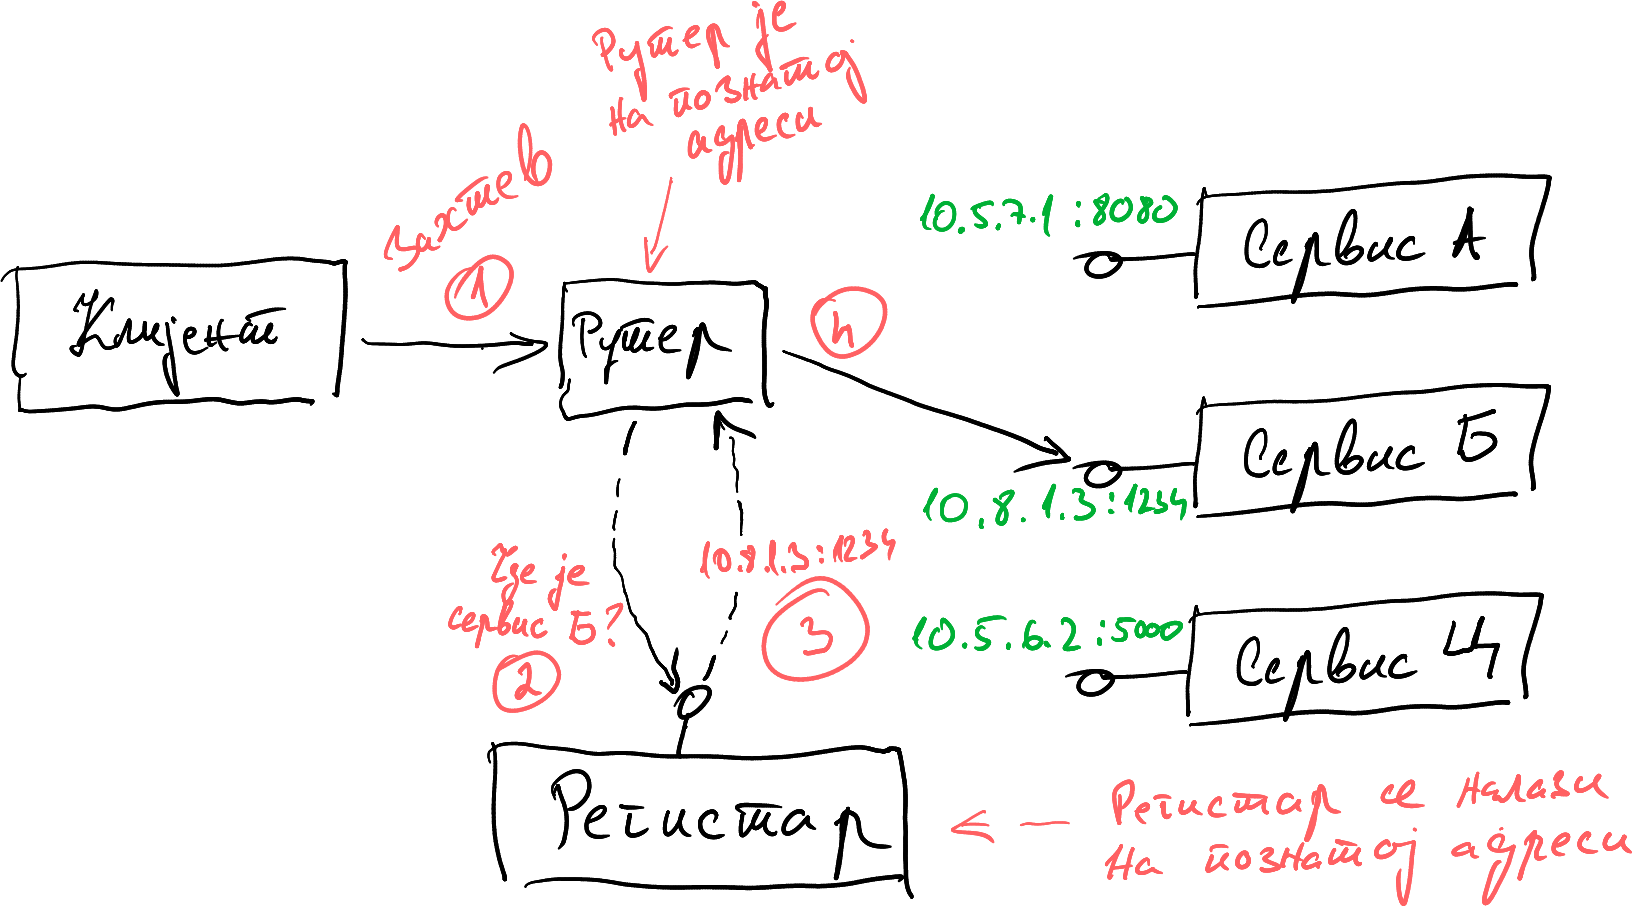 Рутер је
на познатој
адреси
Захтев
1
Клијент
Рутер
4
10.5.7.1:8080
Сервис А
Сервис Б
10.8.1.3:1234
Где је
сервис Б?
2
10.8.1.3:1234
3
10.5.6.2:5000
Сервис Ц
Регистар
Регистар се налази
на познатој адреси